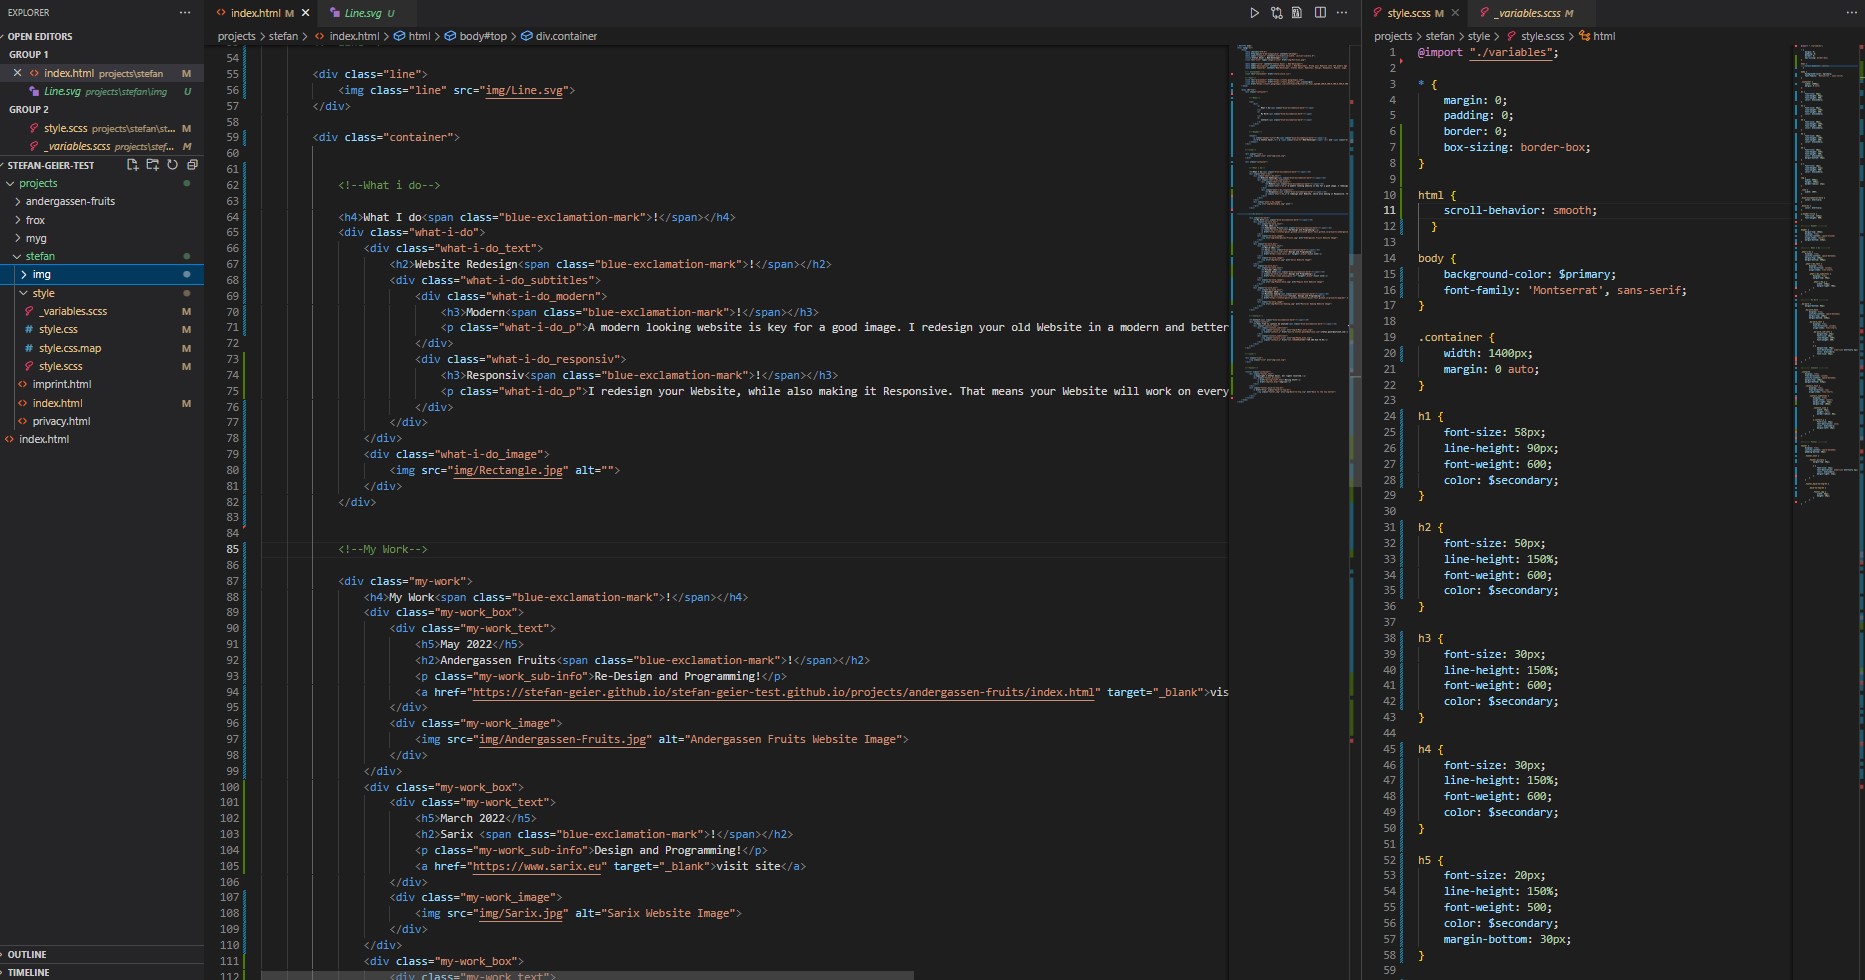 EXPLORER
OPEN EDITORS
GROUP 1
index.html projects\stefan M
Line.svg projects\stefan\img U
GROUP 2
style.scss projects\stefan\st... M
_variables.scss projects\stef... M
STEFAN-GEIER-TEST
projects
andergassen-fruits
frox
myg
stefan
img
style
_variables.scss M
style.css M
style.css.map M
style.scss M
imprint.html
index.html M
privacy.html
index.html
OUTLINE
TIMELINE
index.html M
Line.svg U
projects > stefan > index.html > html > body#top > div.container
54
55 <div class="line">
56 <img class="line" src="img/Line.svg">
57 </div>
58
59 <div class="container">
60
61
62 <!--What i do-->
63
64 <h4>What I do<span class="blue-exclamation-mark">!</span></h4>
65 <div class="what-i-do">
66 <div class="what-i-do_text">
67 <h2>Website Redesign<span class="blue-exclamation-mark">!</span></h2>
68 <div class="what-i-do_subtitles">
69 <div class="what-i-do_modern">
70 <h3>Modern<span class="blue-exclamation-mark">!</span></h3>
71 <p class="what-i-do_p">A modern looking website is key for a good image. I redesign your old Website in a modern and better
72 </div>
73 <div class="what-i-do_responsiv">
74 <h3>Responsiv<span class="blue-exclamation-mark">!</span></h3>
75 <p class="what-i-do_p">I redesign your Website, while also making it Responsive. That means your Website will work on every
76 </div>
77 </div>
78 </div>
79 <div class="what-i-do_image">
80 <img src="img/Rectangle.jpg" alt="">
81 </div>
82 </div>
83
84
85 <!--My Work-->
86
87 <div class="my-work">
88 <h4>My Work<span class="blue-exclamation-mark">!</span></h4>
89 <div class="my-work_box">
90 <div class="my-work_text">
91 <h5>May 2022</h5>
92 <h2>Andergassen Fruits<span class="blue-exclamation-mark">!</span></h2>
93 <p class="my-work_sub-info">Re-Design and Programming!</p>
94 <a href="https://stefan-geier.github.io/stefan-geier-test.github.io/projects/andergassen-fruits/index.html" target="_blank">vis
95 </div>
96 <div class="my-work_image">
97 <img src="img/Andergassen-Fruits.jpg" alt="Andergassen Fruits Website Image">
98 </div>
99 </div>
100 <div class="my-work_box">
101 <div class="my-work_text">
102 <h5>March 2022</h5>
103 <h2>Sarix <span class="blue-exclamation-mark">!</span></h2>
104 <p class="my-work_sub-info">Design and Programming!</p>
105 <a href="https://www.sarix.eu" target="_blank">visit site</a>
106 </div>
107 <div class="my-work_image">
108 <img src="img/Sarix.jpg" alt="Sarix Website Image">
109 </div>
110 </div>
111 <div class="my-work_box">
112 <div class="my-work_text">
style.scss M
_variables.scss M
projects > stefan > style > style.scss > html
1 @import "./variables";
2
3 * {
4 margin: 0;
5 padding: 0;
6 border: 0;
7 box-sizing: border-box;
8 }
9
10 html {
11 scroll-behavior: smooth;
12 }
13
14 body {
15 background-color: $primary;
16 font-family: 'Montserrat', sans-serif;
17 }
18
19 .container {
20 width: 1400px;
21 margin: 0 auto;
22 }
23
24 h1 {
25 font-size: 58px;
26 line-height: 90px;
27 font-weight: 600;
28 color: $secondary;
29 }
30
31 h2 {
32 font-size: 50px;
33 line-height: 150%;
34 font-weight: 600;
35 color: $secondary;
36 }
37
38 h3 {
39 font-size: 30px;
40 line-height: 150%;
41 font-weight: 600;
42 color: $secondary;
43 }
44
45 h4 {
46 font-size: 30px;
47 line-height: 150%;
48 font-weight: 600;
49 color: $secondary;
50 }
51
52 h5 {
53 font-size: 20px;
54 line-height: 150%;
55 font-weight: 500;
56 color: $secondary;
57 margin-bottom: 30px;
58 }
59